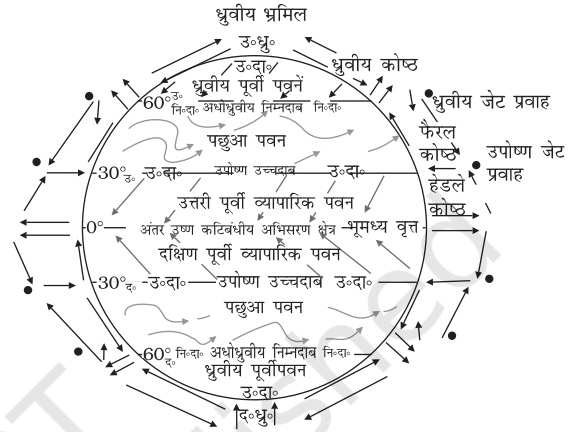 ध्रुवीय भ्रमिल
उ॰ध्रु॰
उ॰दा॰
ध्रुवीय कोष्ठ
ध्रुवीय पूर्वी पवनें
60°उ॰
नि॰दा॰ अधोध्रुवीय निम्नदाब नि॰दा॰
ध्रुवीय जेट प्रवाह
पछुआ पवन
फैरल
कोष्ठ
उपोष्ण जेट
प्रवाह
30°उ॰ उ॰दा॰ उपोष्ण उच्चदाब उ॰दा॰
हेडले
कोष्ठ
उत्तरी पूर्वी व्यापारिक पवन
0° अंतर उष्ण कटिबंधीय अभिसरण क्षेत्र भूमध्य वृत्त
दक्षिण पूर्वी व्यापारिक पवन
30°द॰ उ॰दा॰ उपोष्ण उच्चदाब उ॰दा॰
पछुआ पवन
60°द॰ नि॰दा॰ अधोध्रुवीय निम्नदाब नि॰दा॰
ध्रुवीय पूर्वीपवन
उ॰दा॰
द॰ध्रु॰